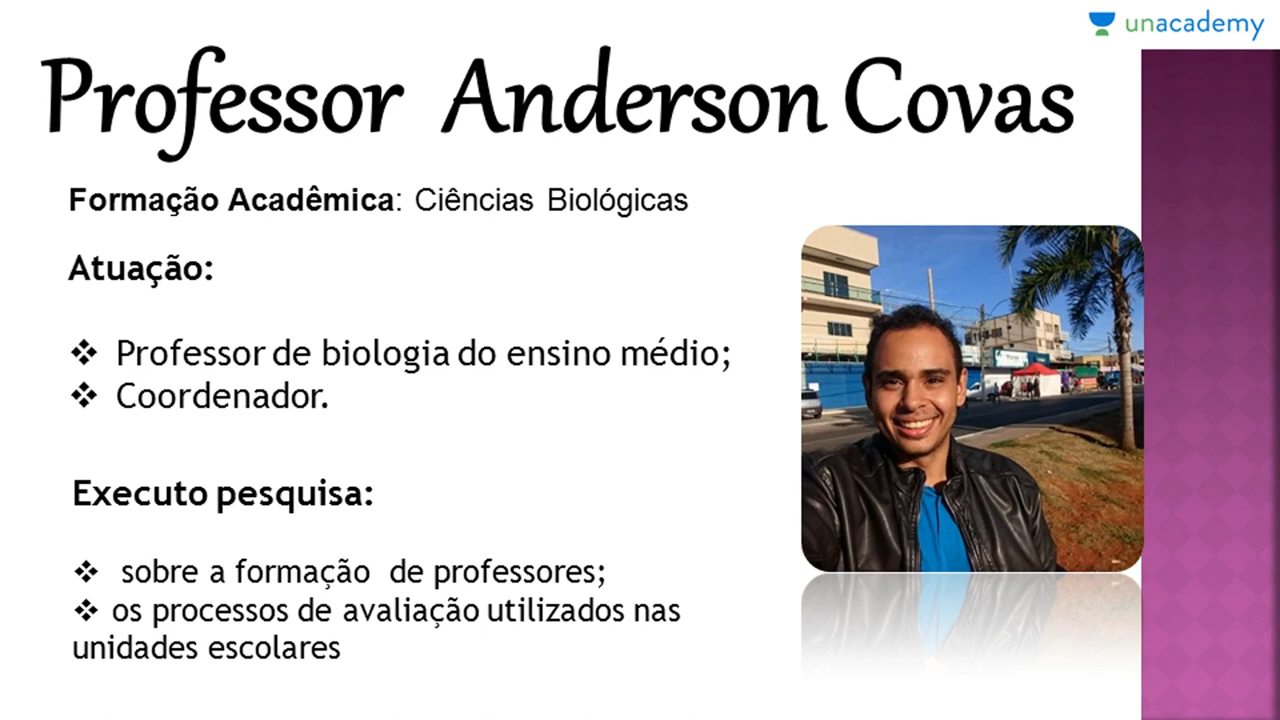 unacademy
Professor Anderson Covas
Formação Acadêmica: Ciências Biológicas
Atuação:
❖ Professor de biologia do ensino médio;
❖ Coordenador.
Executo pesquisa:
❖ sobre a formação de professores;
❖ os processos de avaliação utilizados nas
unidades escolares